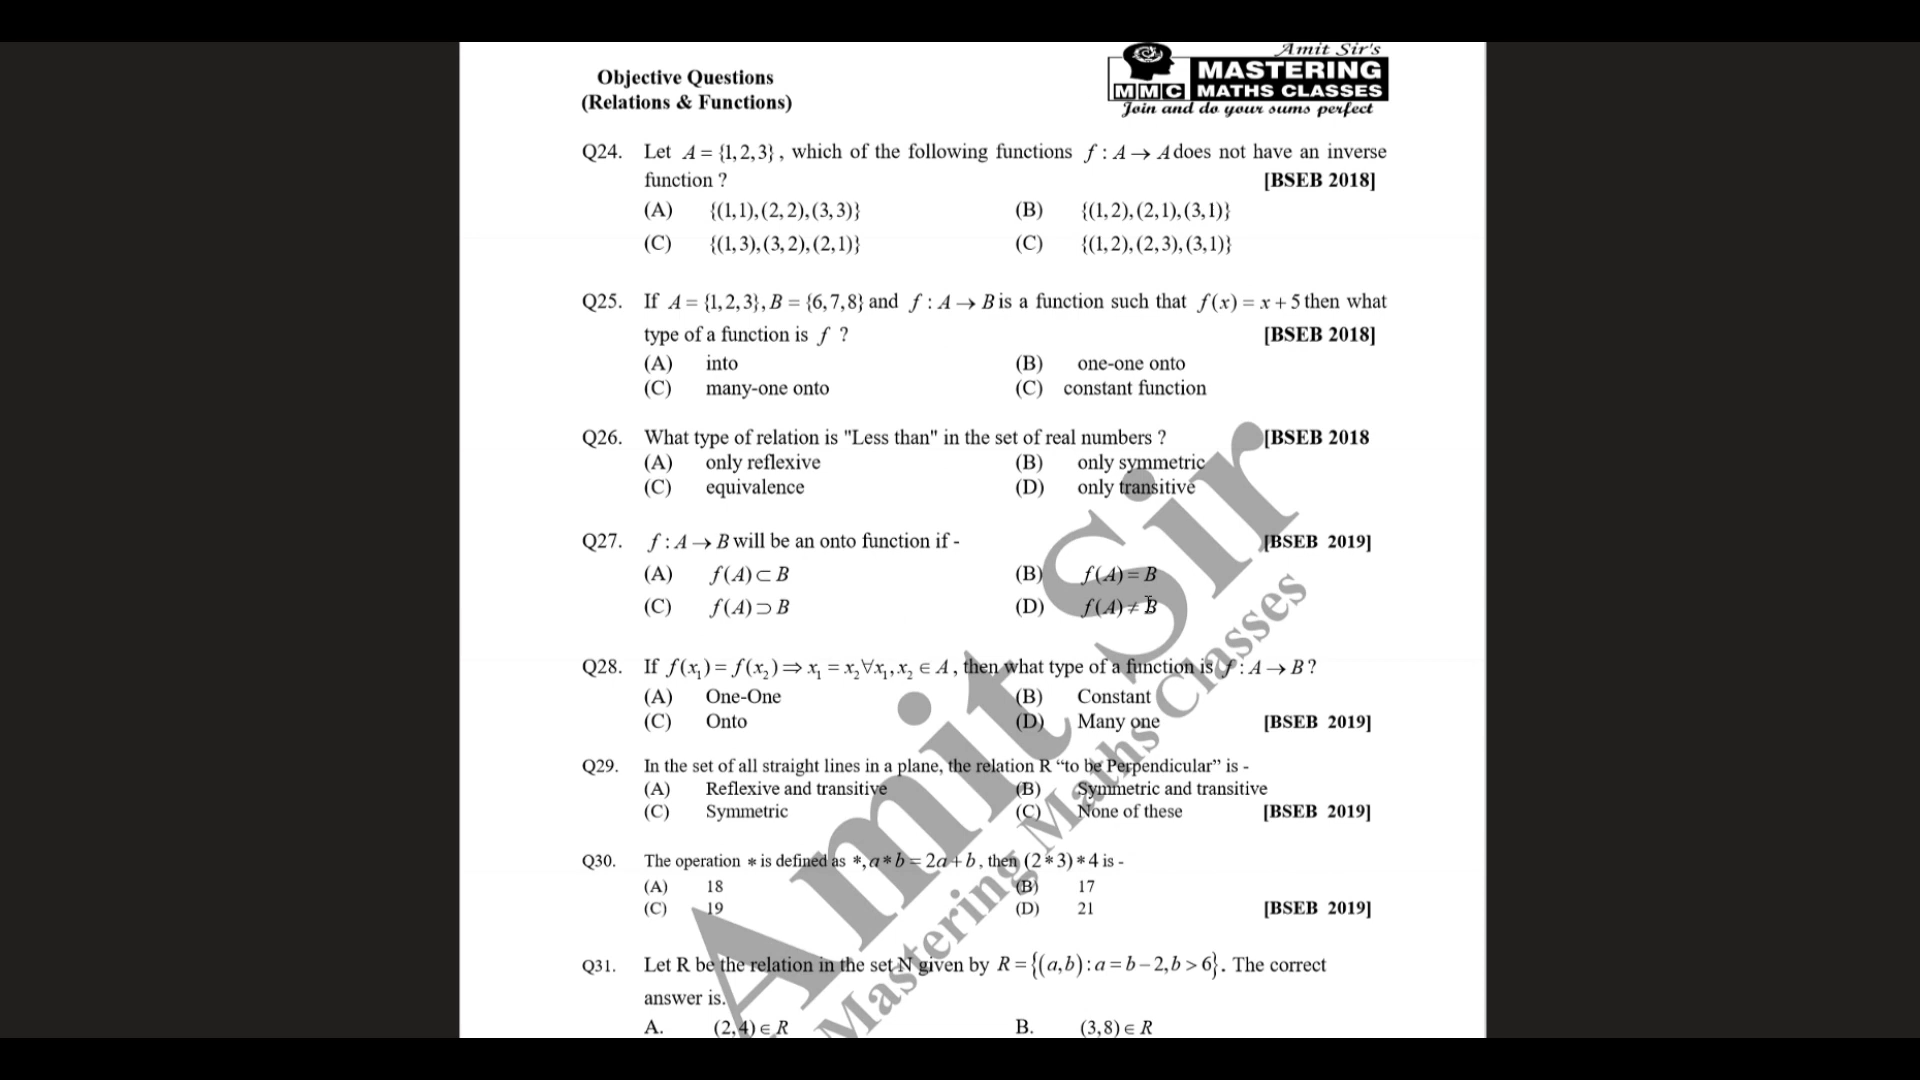 Objective Questions
(Relations & Functions)
Amit Sir's
MASTERING
MMC MATHS CLASSES
Join and do your sums perfect
Q24. Let A = {1,2,3}, which of the following functions f : A → A does not have an inverse
function ? [BSEB 2018]
(A) {(1,1),(2,2),(3,3)} (B) {(1,2),(2,1),(3,1)}
(C) {(1,3),(3,2),(2,1)} (C) {(1,2),(2,3),(3,1)}
Q25. If A = {1,2,3}, B = {6,7,8} and f : A → B is a function such that f(x) = x + 5 then what
type of a function is f ? [BSEB 2018]
(A) into (B) one-one onto
(C) many-one onto (C) constant function
Q26. What type of relation is "Less than" in the set of real numbers ? [BSEB 2018
(A) only reflexive (B) only symmetric
(C) equivalence (D) only transitive
Q27. f : A → B will be an onto function if - [BSEB 2019]
(A) f(A) ⊂ B (B) f(A) = B
(C) f(A) ⊃ B (D) f(A) ≠ B
Q28. If f(x₁) = f(x₂) ⇒ x₁ = x₂ ∀x₁, x₂ ∈ A, then what type of a function is f : A → B ?
(A) One-One (B) Constant
(C) Onto (D) Many one [BSEB 2019]
Q29. In the set of all straight lines in a plane, the relation R “to be Perpendicular” is -
(A) Reflexive and transitive (B) Symmetric and transitive
(C) Symmetric (C) None of these [BSEB 2019]
Q30. The operation * is defined as *, a * b = 2a + b, then (2 * 3) * 4 is -
(A) 18 (B) 17
(C) 19 (D) 21 [BSEB 2019]
Q31. Let R be the relation in the set N given by R = {(a,b) : a = b – 2, b > 6}. The correct
answer is.
A. (2,4) ∈ R B. (3,8) ∈ R
Amit Sir
Mastering Maths Classes